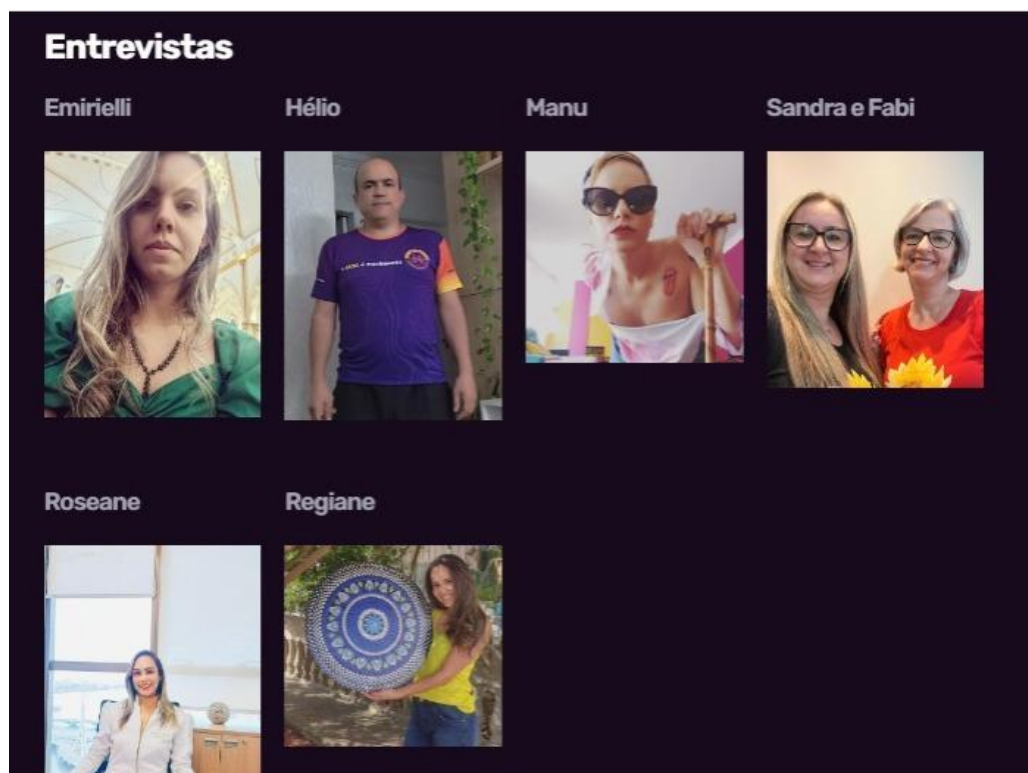 Entrevistas
Emirielli
Hélio
Manu
Sandra e Fabi
Roseane
Regiane